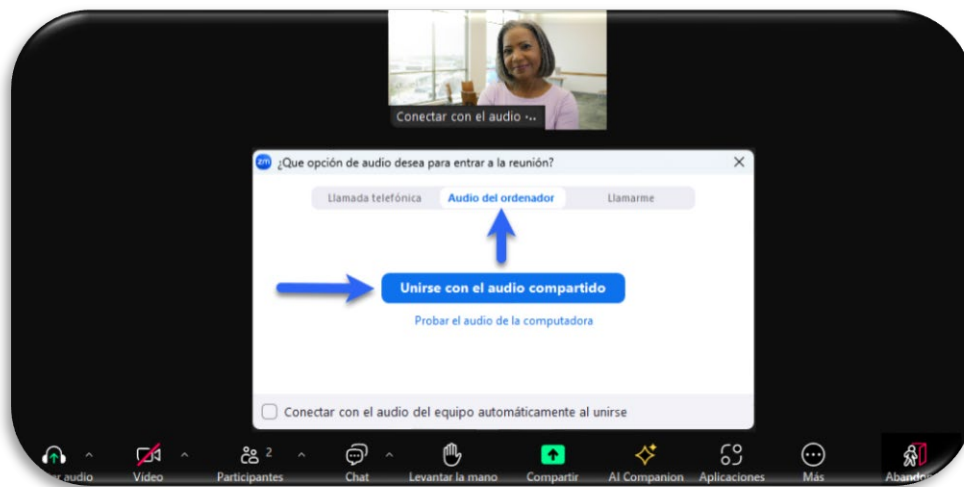 Conectar con el audio ·..
zm ¿Que opción de audio desea para entrar a la reunión?
Llamada telefónica Audio del ordenador Llamarme
Unirse con el audio compartido
Probar el audio de la computadora
Conectar con el audio del equipo automáticamente al unirse
2
audio Vídeo Participantes Chat Levantar la mano Compartir AI Companion Aplicaciones Más